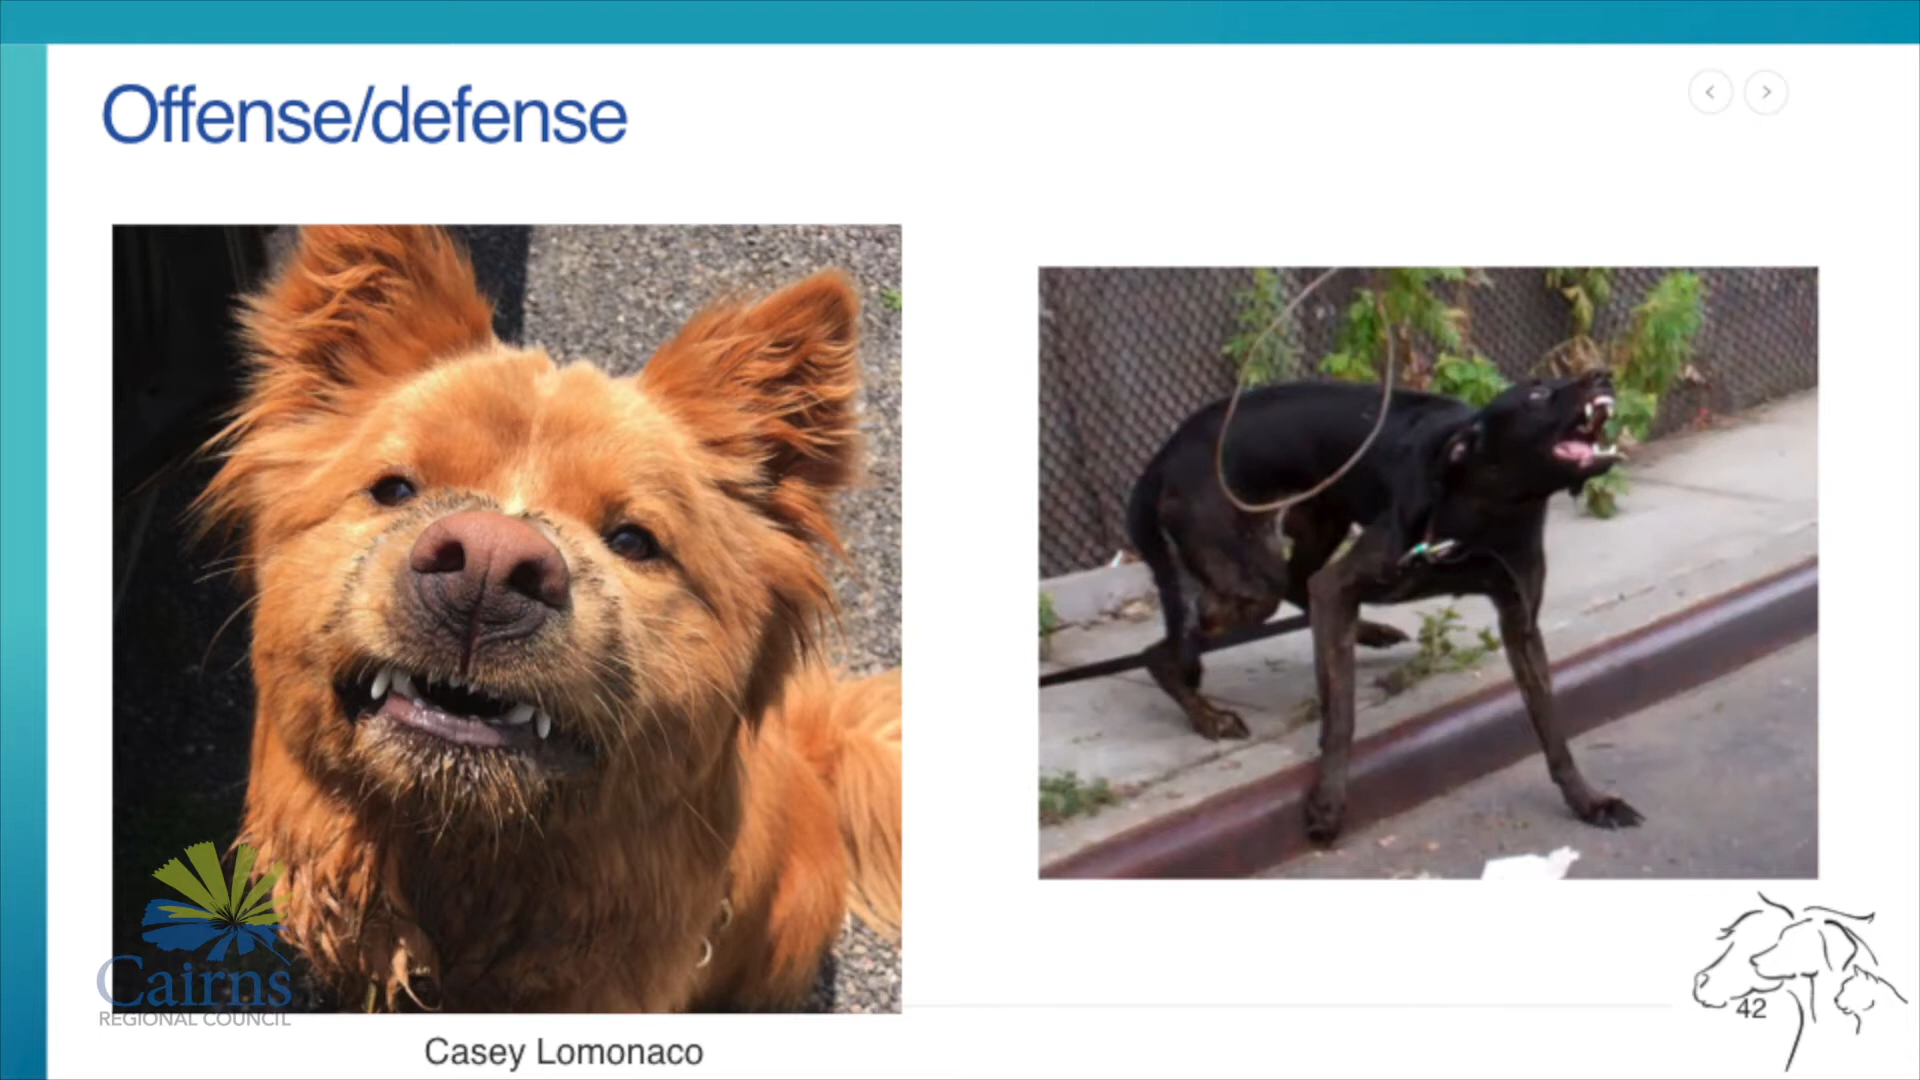 Offense/defense
Cairns
REGIONAL COUNCIL
Casey Lomonaco
42